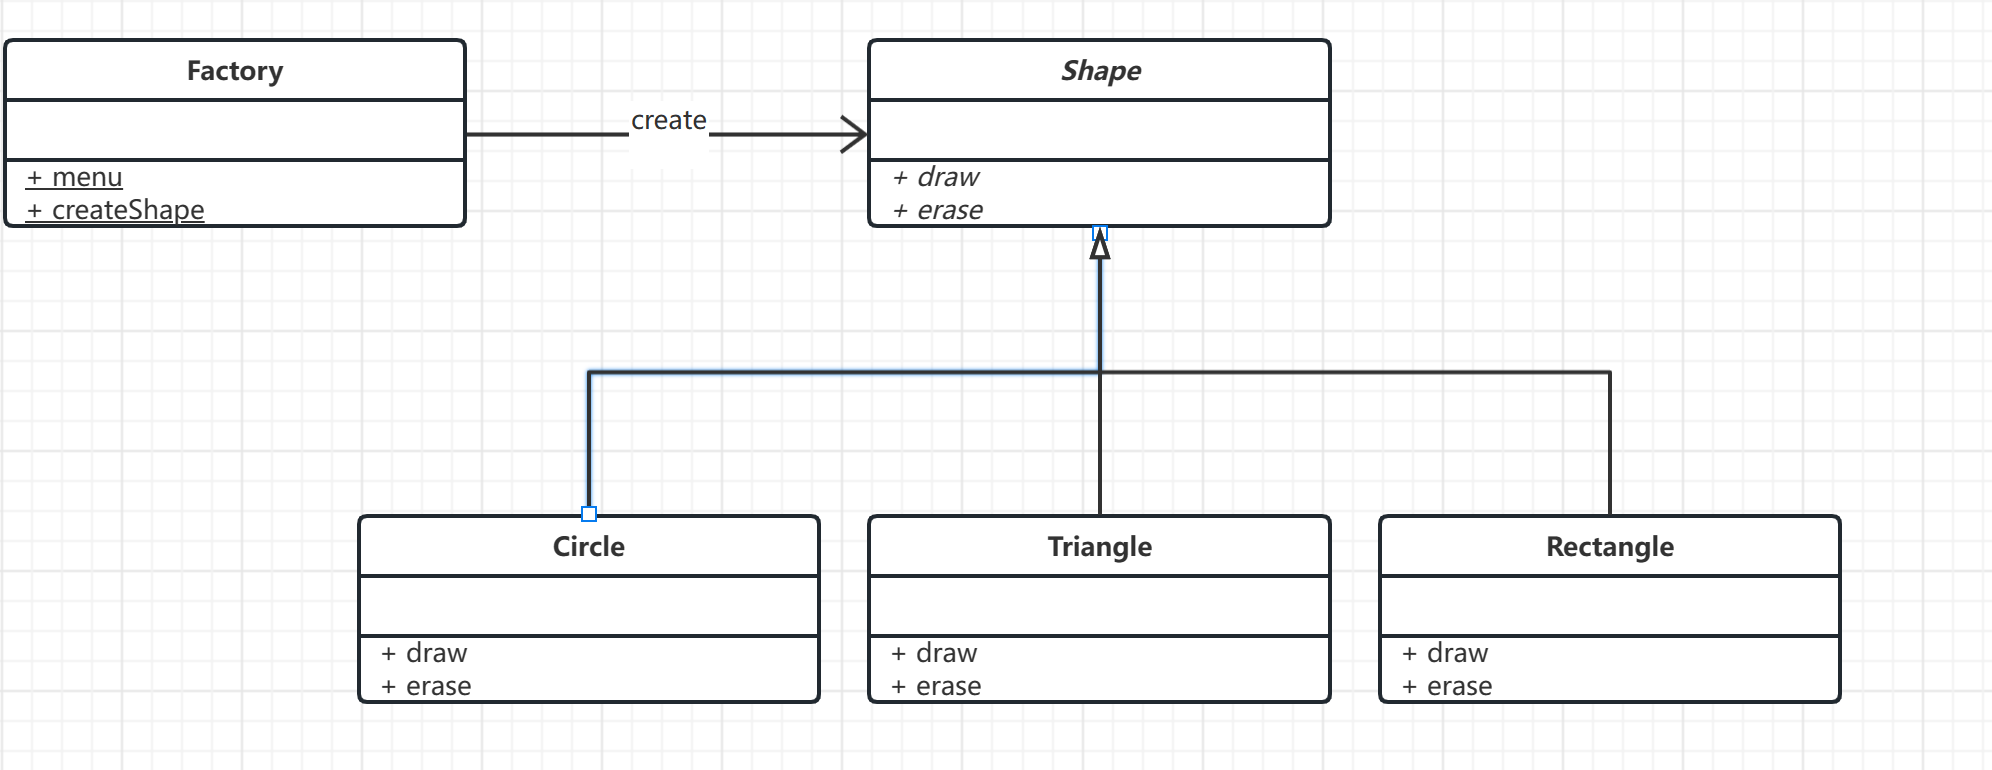 Factory
+ menu
+ createShape
create
Shape
+ draw
+ erase
Circle
+ draw
+ erase
Triangle
+ draw
+ erase
Rectangle
+ draw
+ erase